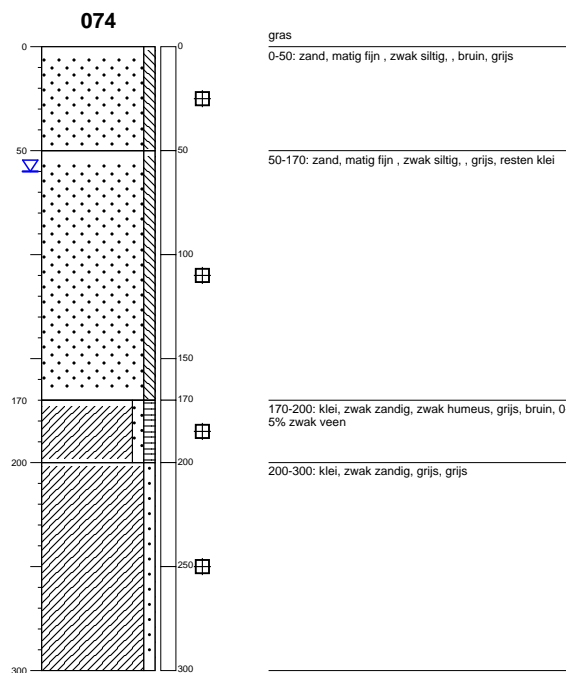 074
gras
0
0
0-50: zand, matig fijn , zwak siltig, , bruin, grijs
50
50
50-170: zand, matig fijn , zwak siltig, , grijs, resten klei
100
150
170
170
170-200: klei, zwak zandig, zwak humeus, grijs, bruin, 0
5% zwak veen
200
200
200-300: klei, zwak zandig, grijs, grijs
250
300
300